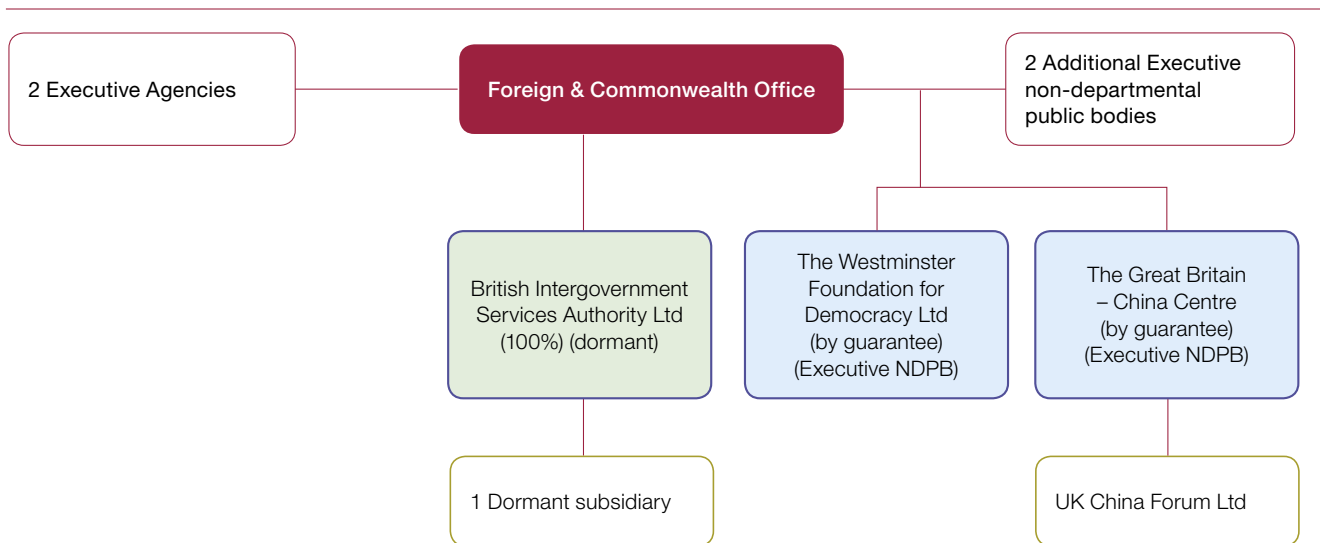 2 Executive Agencies
Foreign & Commonwealth Office
2 Additional Executive
non-departmental
public bodies
British Intergovernment
Services Authority Ltd
(100%) (dormant)
The Westminster
Foundation for
Democracy Ltd
(by guarantee)
(Executive NDPB)
The Great Britain
– China Centre
(by guarantee)
(Executive NDPB)
1 Dormant subsidiary
UK China Forum Ltd